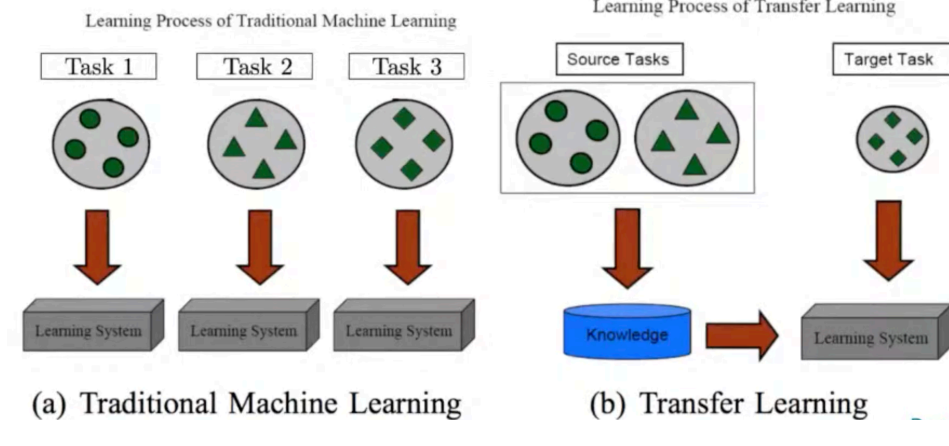 Learning Process of Traditional Machine Learning
Task 1
Task 2
Task 3
Learning System
Learning System
Learning System
(a) Traditional Machine Learning
Learning Process of Transfer Learning
Source Tasks
Target Task
Knowledge
Learning System
(b) Transfer Learning